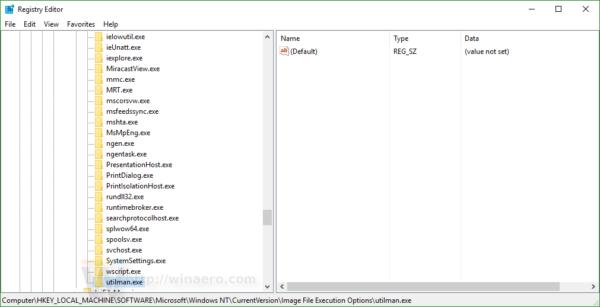 Registry Editor
File Edit View Favorites Help
ielowutil.exe
ieUnatt.exe
iexplore.exe
MiracastView.exe
mmc.exe
MRT.exe
mscorsvw.exe
msfeedssync.exe
mshta.exe
MsMpEng.exe
ngen.exe
ngentask.exe
PresentationHost.exe
PrintDialog.exe
PrintIsolationHost.exe
rundll32.exe
runtimebroker.exe
searchprotocolhost.exe
splwow64.exe
spoolsv.exe
svchost.exe
SystemSettings.exe
wscript.exe
utilman.exe
Name Type Data
ab (Default) REG_SZ (value not set)
http://winaero.com
Computer\HKEY_LOCAL_MACHINE\SOFTWARE\Microsoft\Windows NT\CurrentVersion\Image File Execution Options\utilman.exe